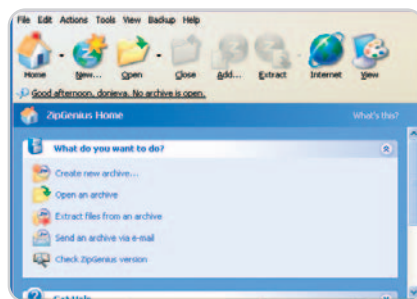 File Edit Actions Tools View Backup Help
Home New... Open Close Add... Extract Internet View
Good afternoon, donieva. No archive is open.
ZipGenius Home What's this?
What do you want to do?
Create new archive...
Open an archive
Extract files from an archive
Send an archive via e-mail
Check ZipGenius version
Get Help